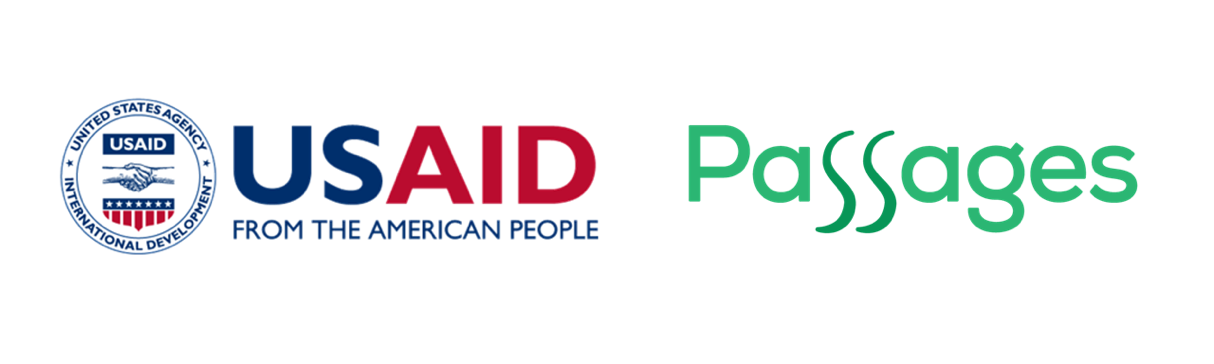 UNITED STATES AGENCY
USAID
INTERNATIONAL DEVELOPMENT
USAID
FROM THE AMERICAN PEOPLE
Passages